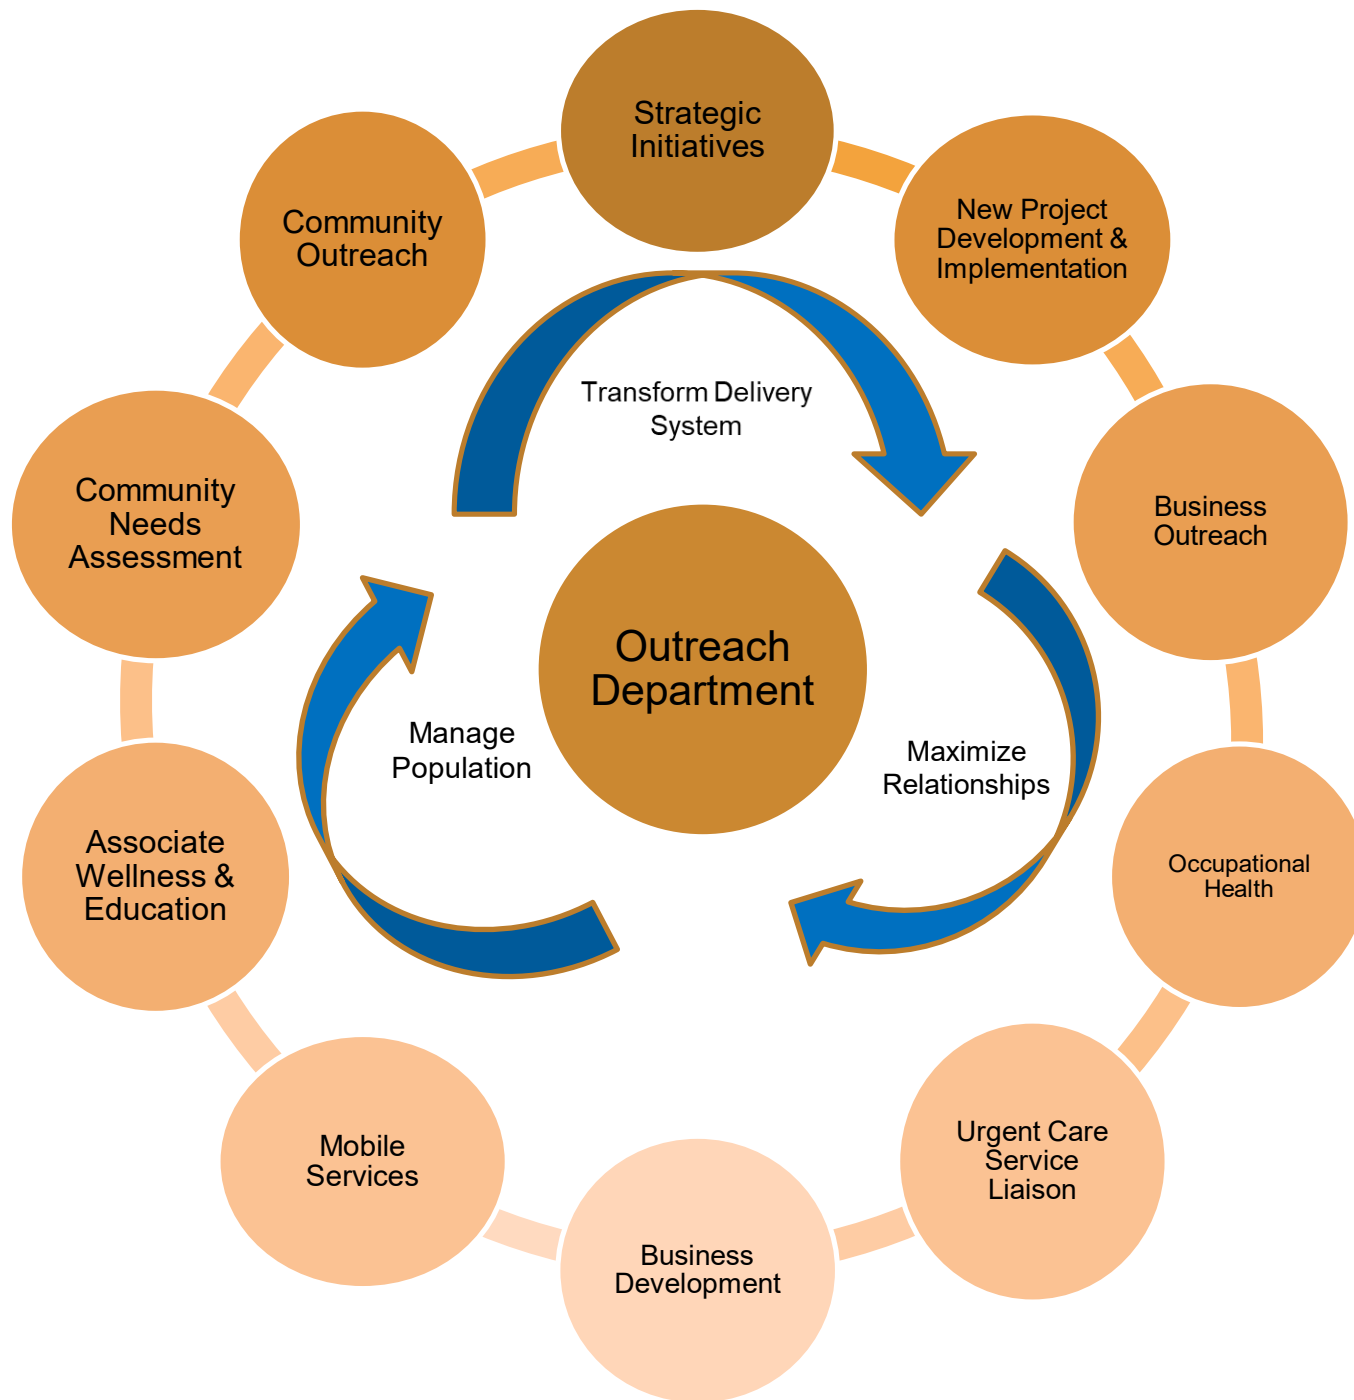 Strategic
Initiatives
New Project
Development &
Implementation
Business
Outreach
Occupational
Health
Urgent Care
Service
Liaison
Business
Development
Mobile
Services
Associate
Wellness &
Education
Community
Needs
Assessment
Community
Outreach
Transform Delivery
System
Maximize
Relationships
Manage
Population
Outreach
Department